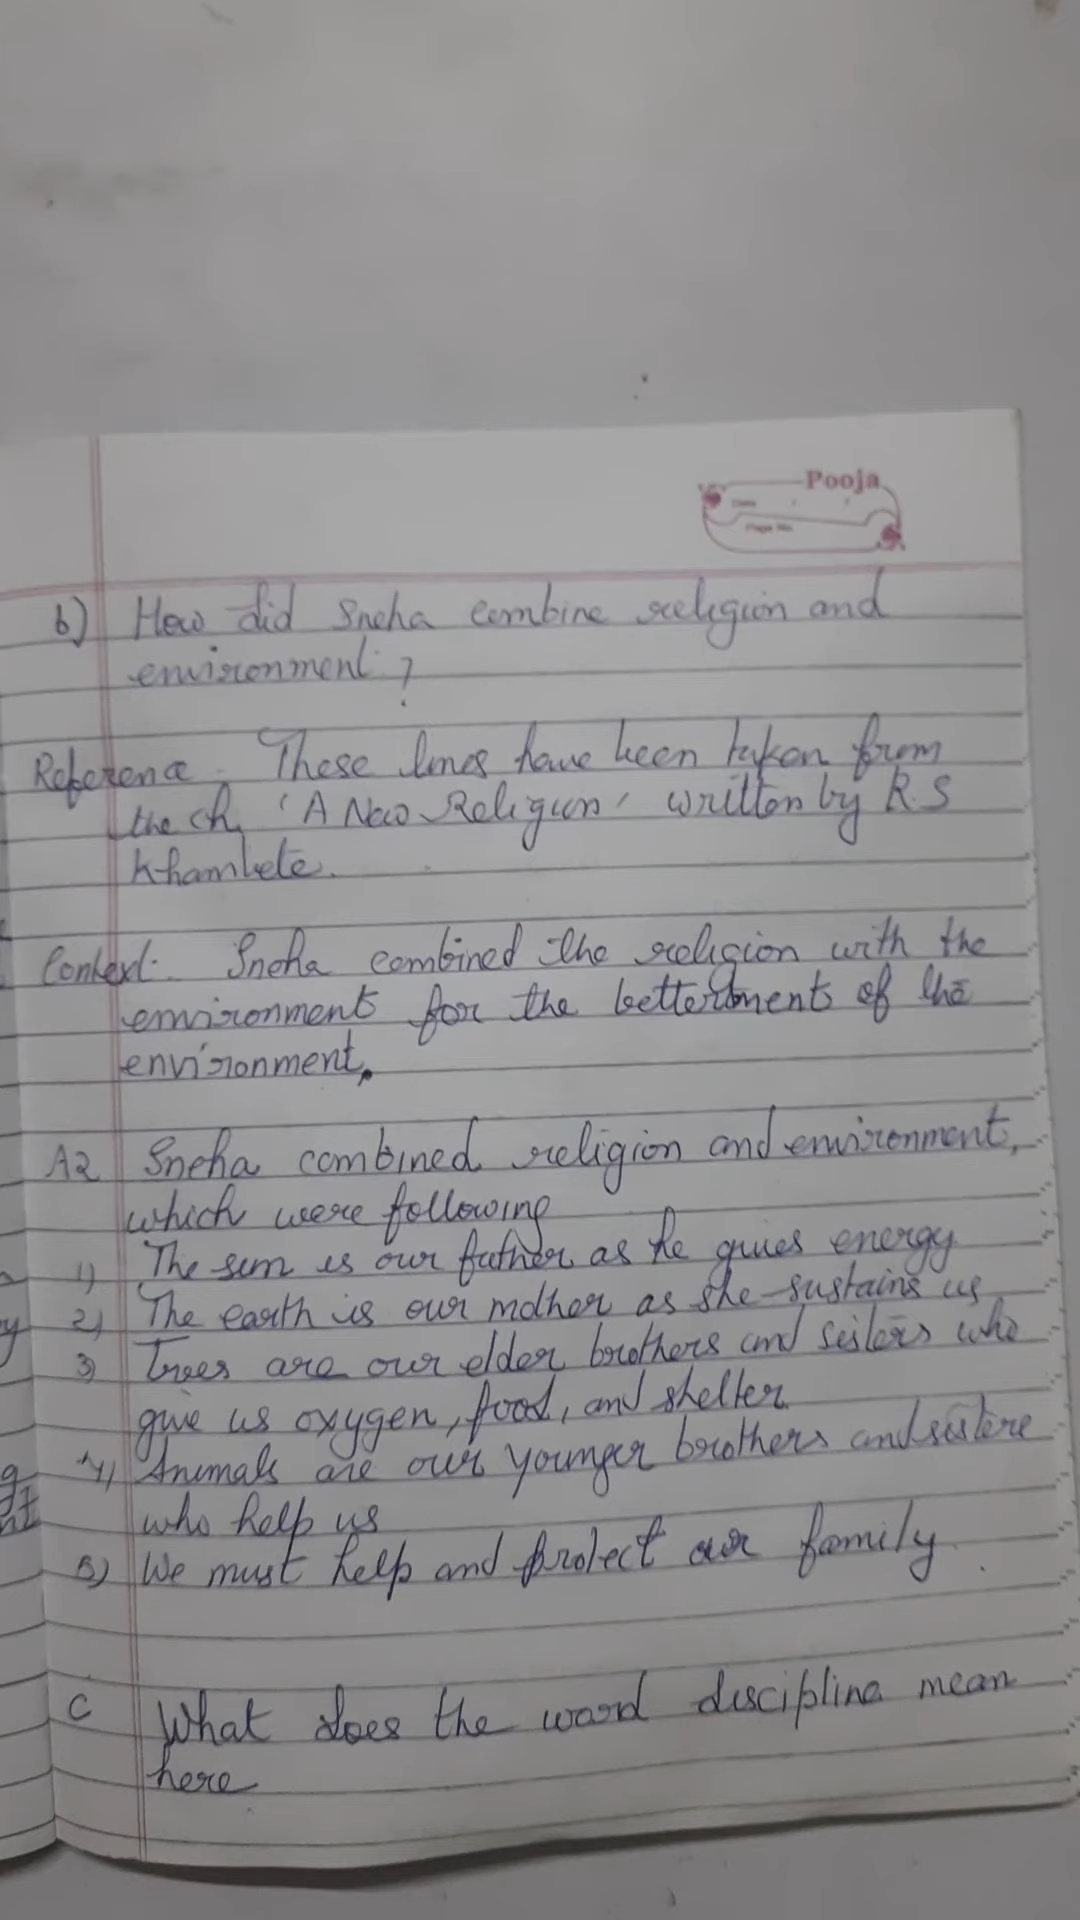 Pooja
b) How did Sneha combine religion and
environment ?
Reference - These lines have been taken from
the ch, 'A New Religion' written by R.S
Khambete.
Context:- Sneha combined the religion with the
environment for the betterment of the
environment.
A2 Sneha combined religion and environment,
which were following
1) The sun is our father as he gives energy
2) The earth is our mother as she sustains us
3) Trees are our elder brothers and seisters who
give us oxygen, food, and shelter
4) Animals are our younger brothers and sistere
who help us
5) We must help and protect our family.
C What does the word discipline mean
here